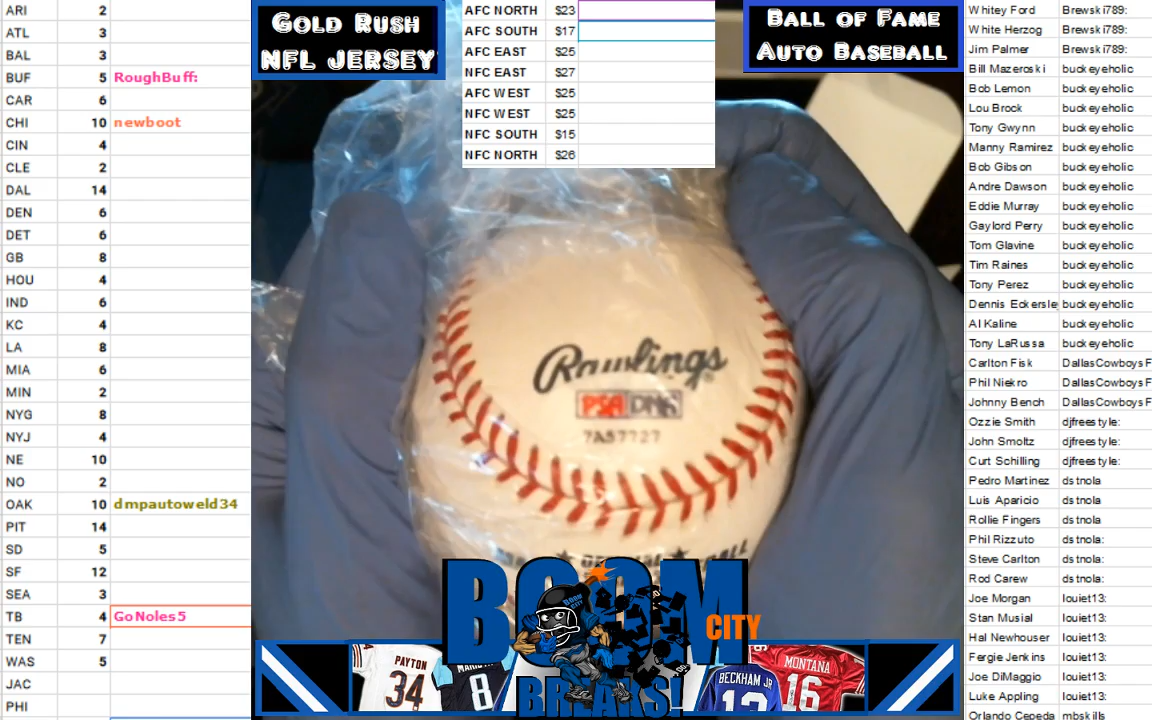 ARI 2
ATL 3
BAL 3
BUF 5 RoughBuff:
CAR 6
CHI 10 newboot
CIN 4
CLE 2
DAL 14
DEN 6
DET 6
GB 8
HOU 4
IND 6
KC 4
LA 8
MIA 6
MIN 2
NYG 8
NYJ 4
NE 10
NO 2
OAK 10 dmpautoweld34
PIT 14
SD 5
SF 12
SEA 3
TB 4 GoNoles5
TEN 7
WAS 5
JAC
PHI
GOLD RUSH
NFL JERSEY
AFC NORTH $23
AFC SOUTH $17
AFC EAST $25
NFC EAST $27
AFC WEST $25
NFC WEST $25
NFC SOUTH $15
NFC NORTH $26
BALL OF FAME
AUTO BASEBALL
Rawlings
PSA DNA
7A57727
BOOM
CITY
BREAKS!
PAYTON
34
8
BECKHAM JR
MONTANA
16
Whitey Ford Brewski789:
White Herzog Brewski789:
Jim Palmer Brewski789:
Bill Mazeroski buckeyeholic
Bob Lemon buckeyeholic
Lou Brock buckeyeholic
Tony Gwynn buckeyeholic
Manny Ramirez buckeyeholic
Bob Gibson buckeyeholic
Andre Dawson buckeyeholic
Eddie Murray buckeyeholic
Gaylord Perry buckeyeholic
Tom Glavine buckeyeholic
Tim Raines buckeyeholic
Tony Perez buckeyeholic
Dennis Eckersley buckeyeholic
Al Kaline buckeyeholic
Tony LaRussa buckeyeholic
Carlton Fisk DallasCowboysF
Phil Niekro DallasCowboysF
Johnny Bench DallasCowboysF
Ozzie Smith djfreestyle:
John Smoltz djfreestyle:
Curt Schilling djfreestyle:
Pedro Martinez dstnola
Luis Aparicio dstnola
Rollie Fingers dstnola
Phil Rizzuto dstnola:
Steve Carlton dstnola:
Rod Carew dstnola:
Joe Morgan louiet13:
Stan Musial louiet13:
Hal Newhouser louiet13:
Fergie Jenkins louiet13:
Joe DiMaggio louiet13:
Luke Appling louiet13:
Orlando Cepeda mbskills